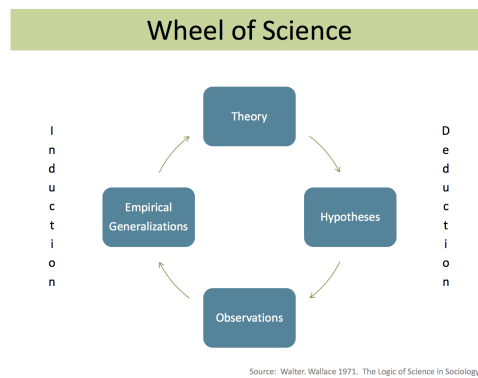 Wheel of Science
Theory
Induction
Deduction
Empirical
Generalizations
Hypotheses
Observations
Source: Walter. Wallace 1971. The Logic of Science in Sociology